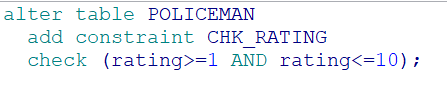 alter table POLICEMAN
add constraint CHK_RATING
check (rating>=1 AND rating<=10);